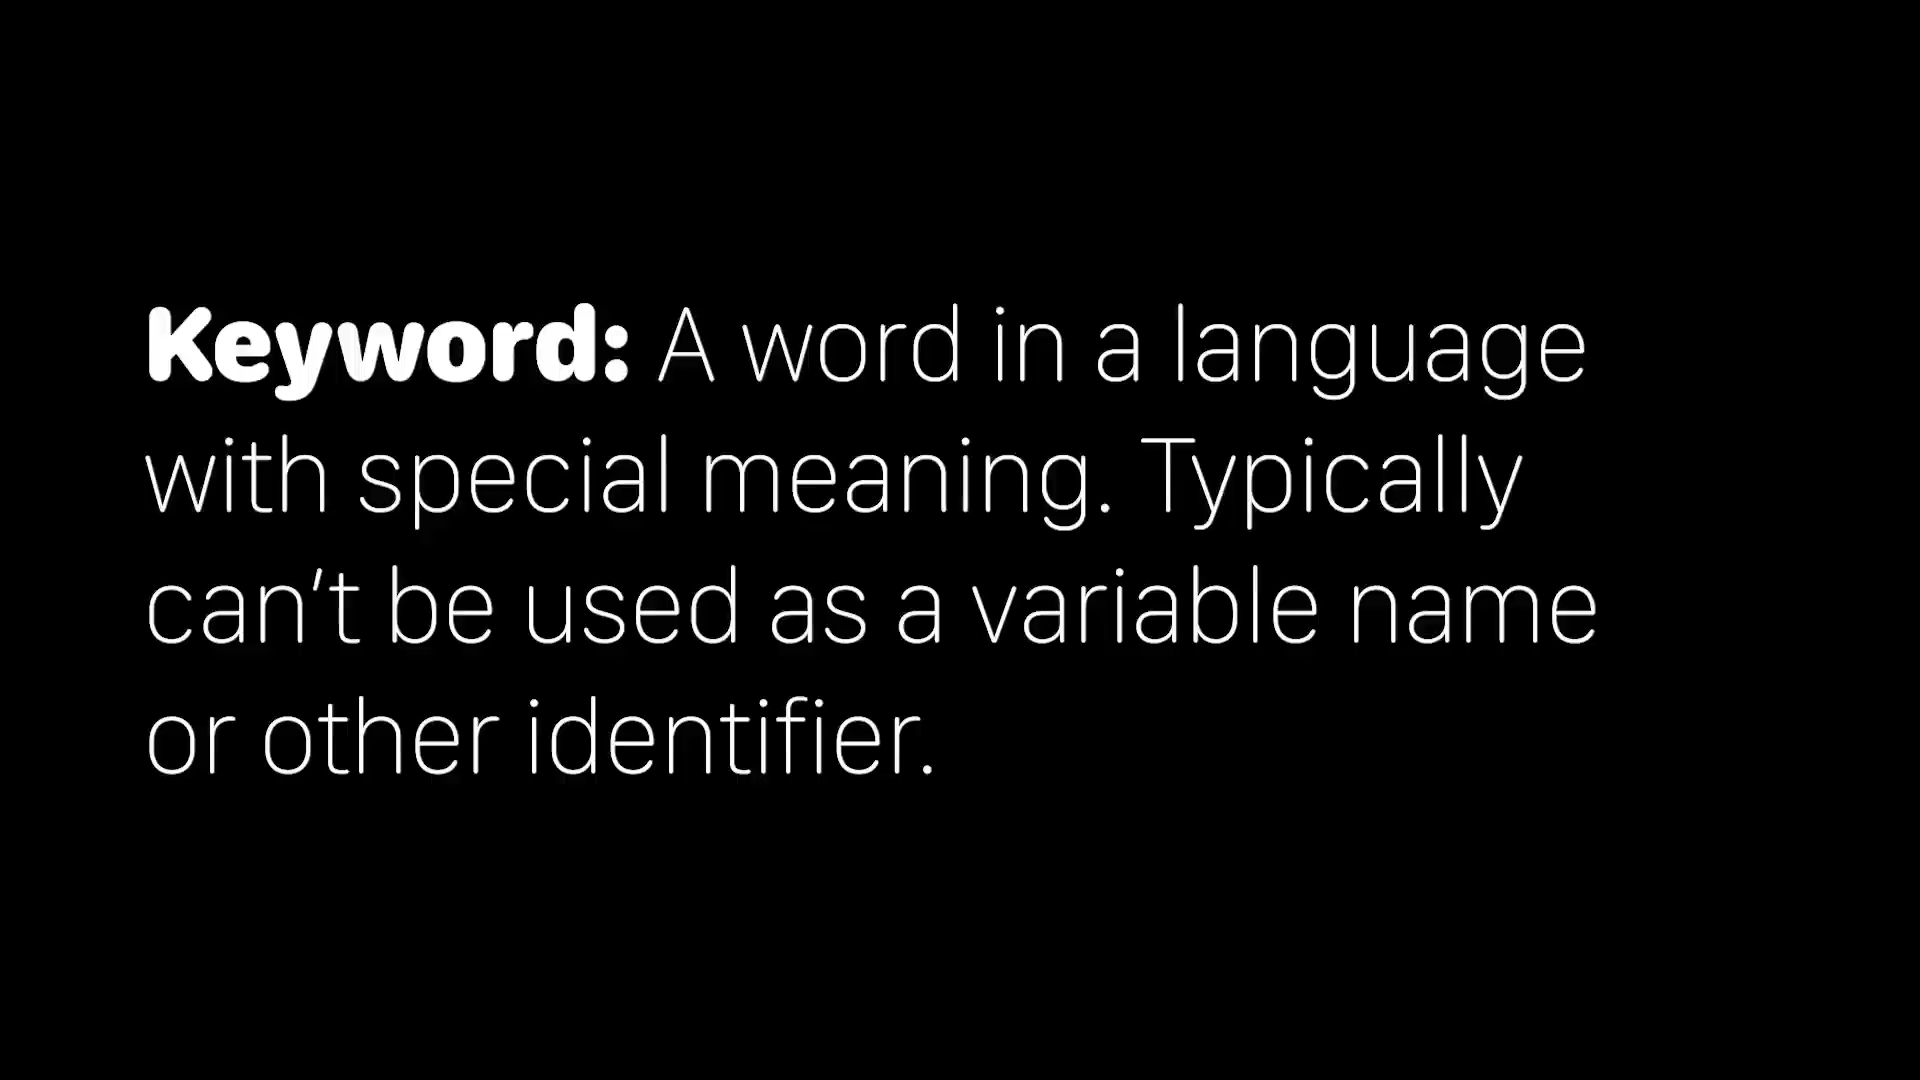 Keyword: A word in a language
with special meaning. Typically
can’t be used as a variable name
or other identifier.